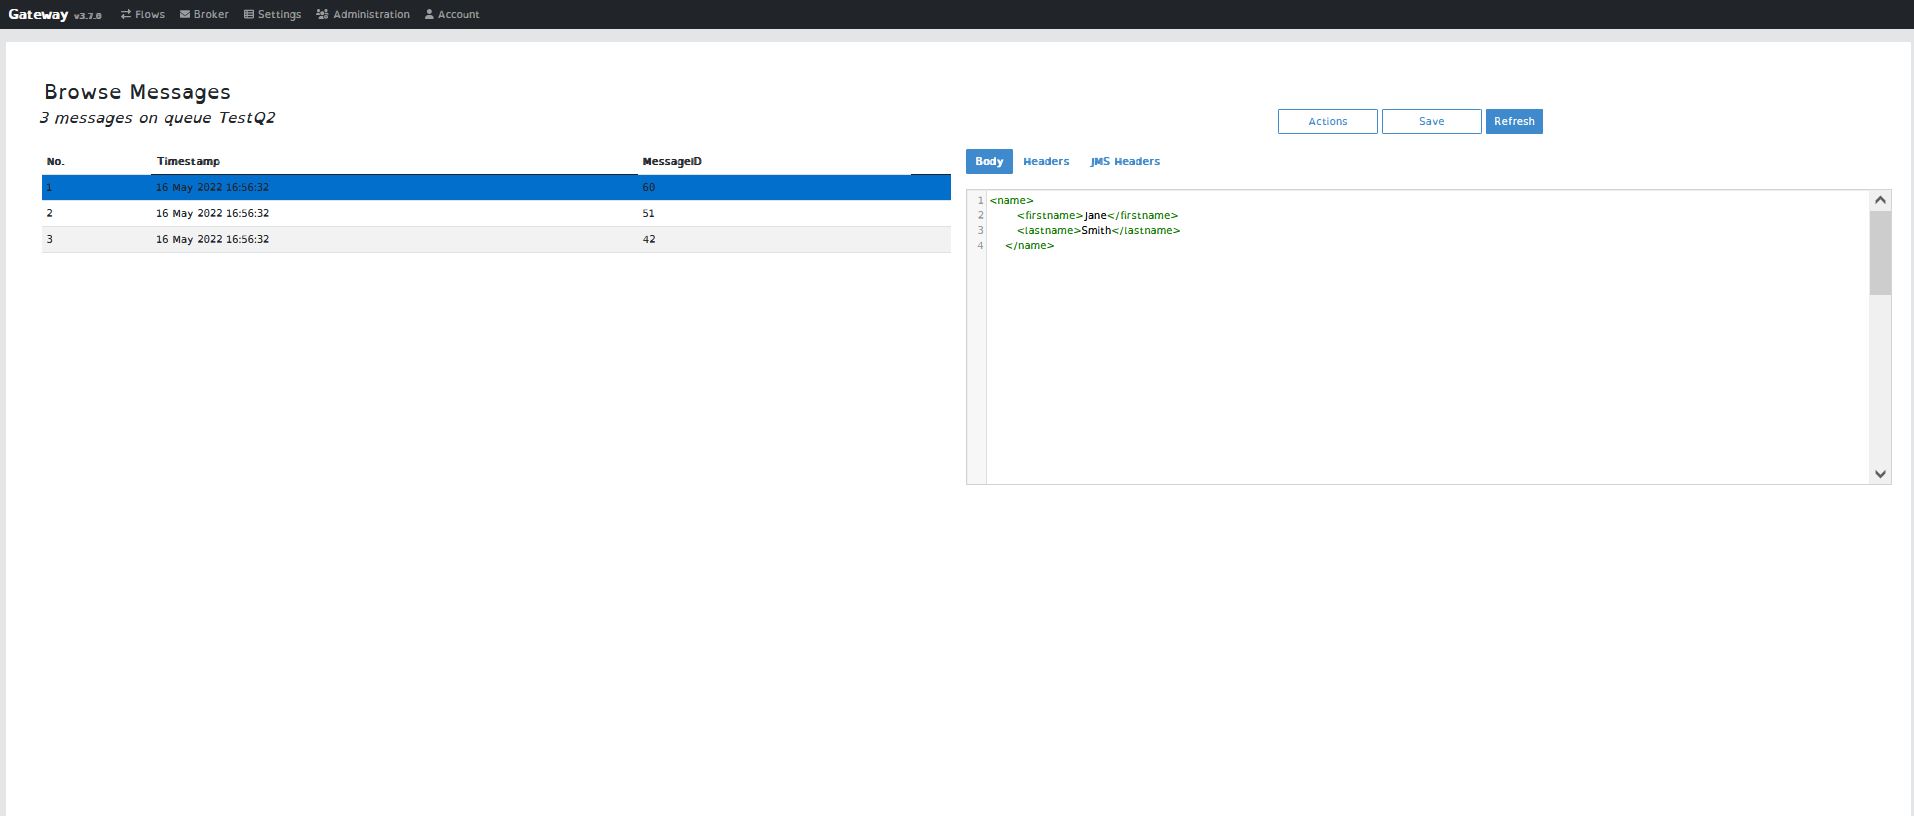 Gateway v3.7.0 Flows Broker Settings Administration Account
Browse Messages
3 messages on queue TestQ2
Actions Save Refresh
No. Timestamp MessageID
1 16 May 2022 16:56:32 60
2 16 May 2022 16:56:32 51
3 16 May 2022 16:56:32 42
Body Headers JMS Headers
1 <name>
2 <firstname>Jane</firstname>
3 <lastname>Smith</lastname>
4 </name>